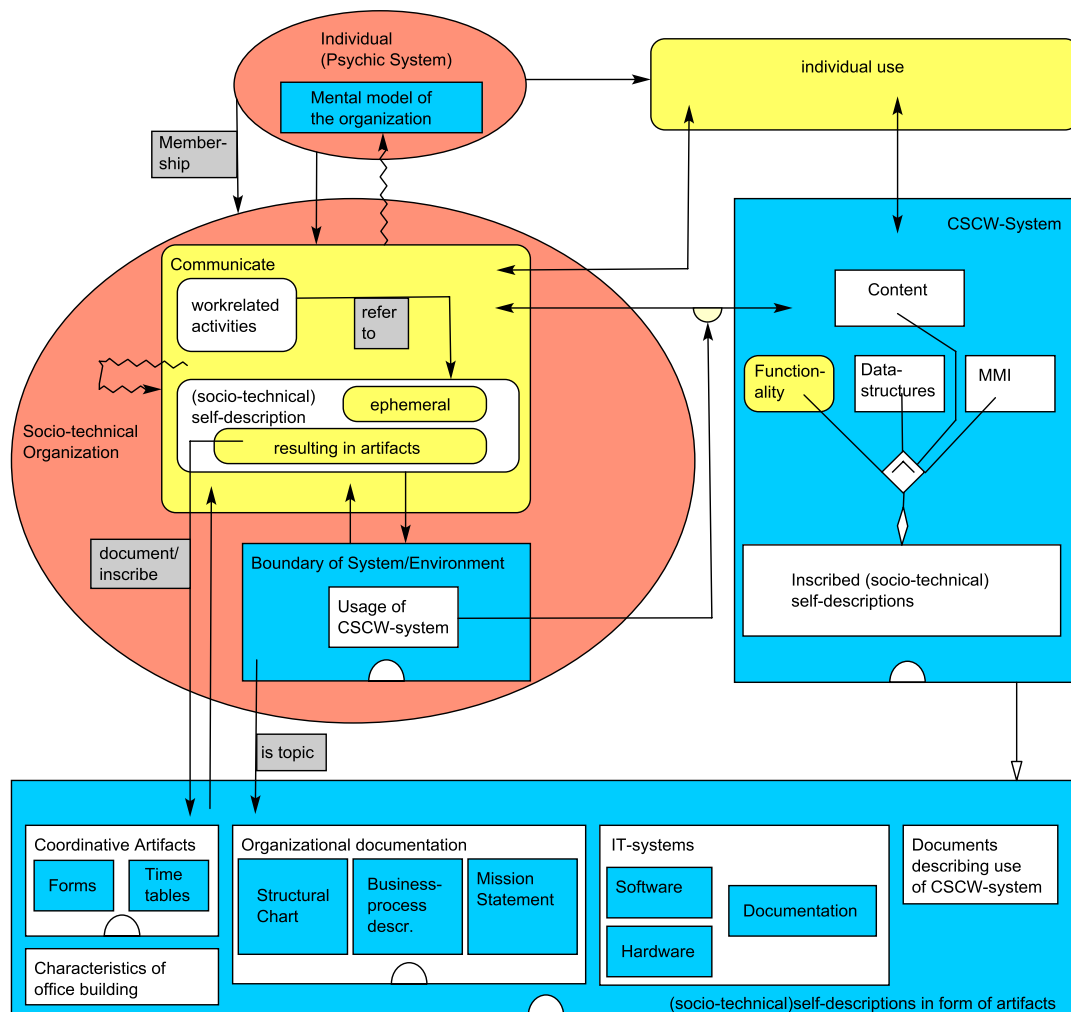 Individual
(Psychic System)
Mental model of
the organization
individual use
Member-
ship
CSCW-System
Communicate
workrelated
activities
refer
to
Content
Function-
ality
Data-
structures
MMI
(socio-technical)
self-description
ephemeral
resulting in artifacts
Socio-technical
Organization
document/
inscribe
Boundary of System/Environment
Usage of
CSCW-system
Inscribed (socio-technical)
self-descriptions
is topic
Coordinative Artifacts
Forms
Time
tables
Characteristics of
office building
Organizational documentation
Structural
Chart
Business-
process
descr.
Mission
Statement
IT-systems
Software
Hardware
Documentation
Documents
describing use
of CSCW-system
(socio-technical)self-descriptions in form of artifacts